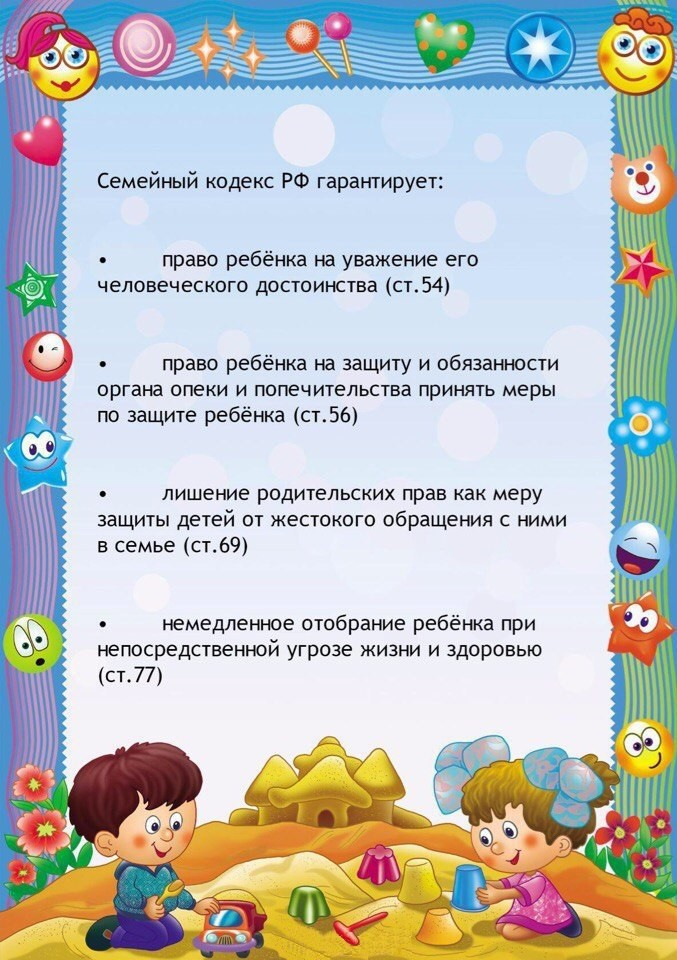 Семейный кодекс РФ гарантирует:
• право ребёнка на уважение его
человеческого достоинства (ст.54)
• право ребёнка на защиту и обязанности
органа опеки и попечительства принять меры
по защите ребёнка (ст.56)
• лишение родительских прав как меру
защиты детей от жестокого обращения с ними
в семье (ст.69)
• немедленное отобрание ребёнка при
непосредственной угрозе жизни и здоровью
(ст.77)